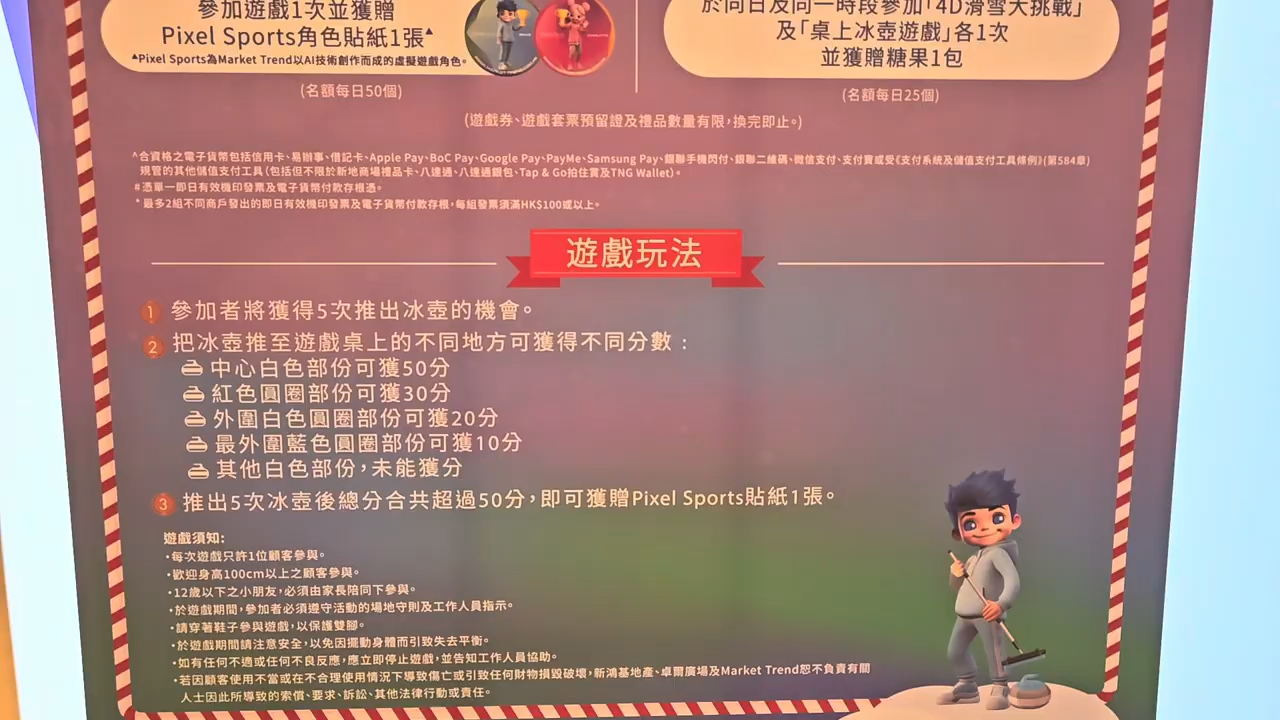 參加遊戲1次並獲贈
Pixel Sports角色貼紙1張▲
▲Pixel Sports為Market Trend以AI技術創作而成的虛擬遊戲角色。
(名額每日50個)
於同日及同一時段參加「4D滑雪大挑戰」
及「桌上冰壺遊戲」各1次
並獲贈糖果1包
(名額每日25個)
(遊戲券、遊戲套票預留證及禮品數量有限，換完即止。)
^合資格之電子貨幣包括信用卡、易辦事、借記卡、Apple Pay、BoC Pay、Google Pay、PayMe、Samsung Pay、銀聯手機閃付、銀聯二維碼、微信支付、支付寶或受《支付系統及儲值支付工具條例》(第584章)
規管的其他儲值支付工具(包括但不限於新地商場禮品卡、八達通、八達通銀包、Tap & Go拍住賞及TNG Wallet)。
#憑單一即日有效機印發票及電子貨幣付款存根憑。
* 最多2組不同商戶發出的即日有效機印發票及電子貨幣付款存根，每組發票須滿HK$100或以上。
遊戲玩法
1 參加者將獲得5次推出冰壺的機會。
2 把冰壺推至遊戲桌上的不同地方可獲得不同分數：
中心白色部份可獲50分
紅色圓圈部份可獲30分
外圍白色圓圈部份可獲20分
最外圍藍色圓圈部份可獲10分
其他白色部份，未能獲分
3 推出5次冰壺後總分合共超過50分，即可獲贈Pixel Sports貼紙1張。
遊戲須知:
•每次遊戲只許1位顧客參與。
•歡迎身高100cm以上之顧客參與。
•12歲以下之小朋友，必須由家長陪同下參與。
•於遊戲期間，參加者必須遵守活動的場地守則及工作人員指示。
•請穿著鞋子參與遊戲，以保護雙腳。
•於遊戲期間請注意安全，以免因擺動身體而引致失去平衡。
•如有任何不適或任何不良反應，應立即停止遊戲，並告知工作人員協助。
•若因顧客使用不當或在不合理使用情況下導致傷亡或引致任何財物損毀破壞，新鴻基地產、卓爾廣場及Market Trend恕不負責有關
人士因此所導致的索償、要求、訴訟、其他法律行動或責任。